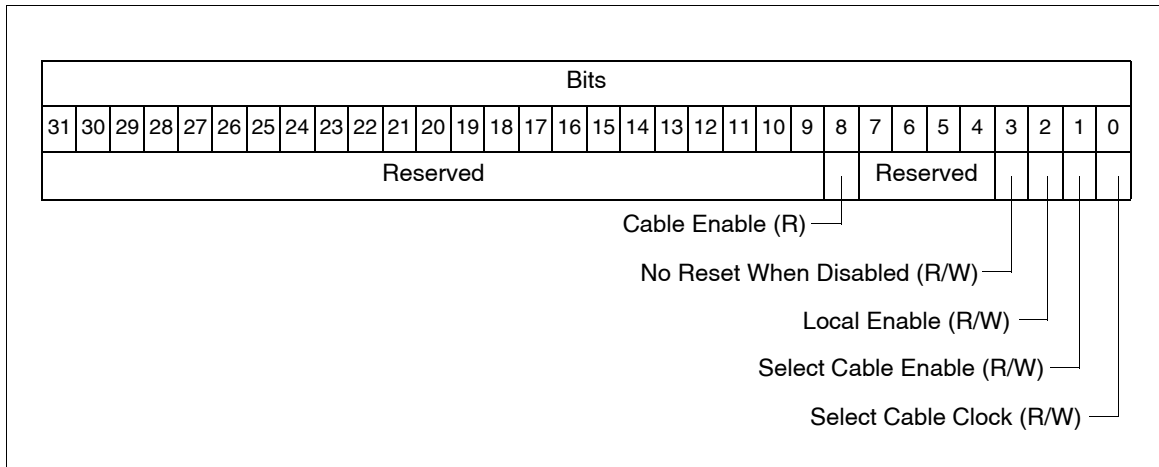 Bits
31 30 29 28 27 26 25 24 23 22 21 20 19 18 17 16 15 14 13 12 11 10 9 8 7 6 5 4 3 2 1 0
Reserved Reserved
Cable Enable (R)
No Reset When Disabled (R/W)
Local Enable (R/W)
Select Cable Enable (R/W)
Select Cable Clock (R/W)